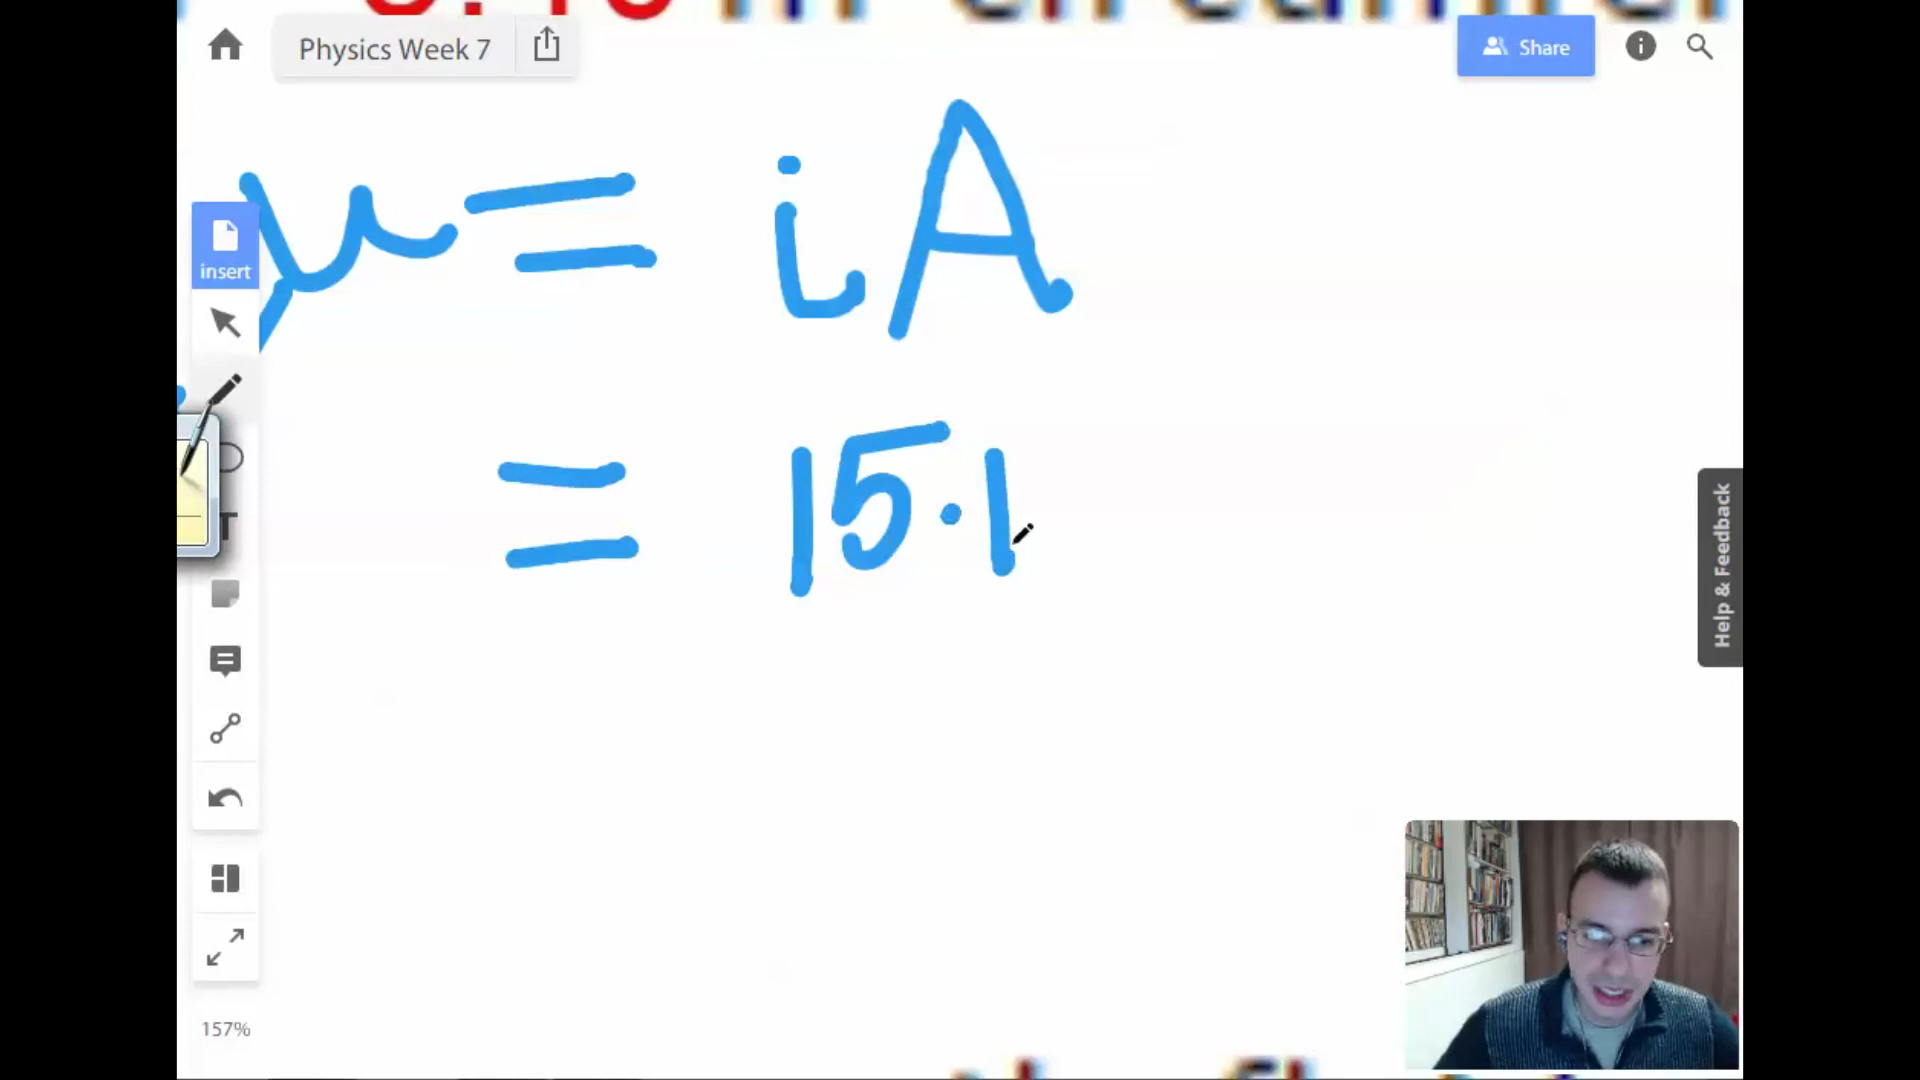 Physics Week 7
Share
μ = iA
insert
= 15·1
T
Help & Feedback
157%